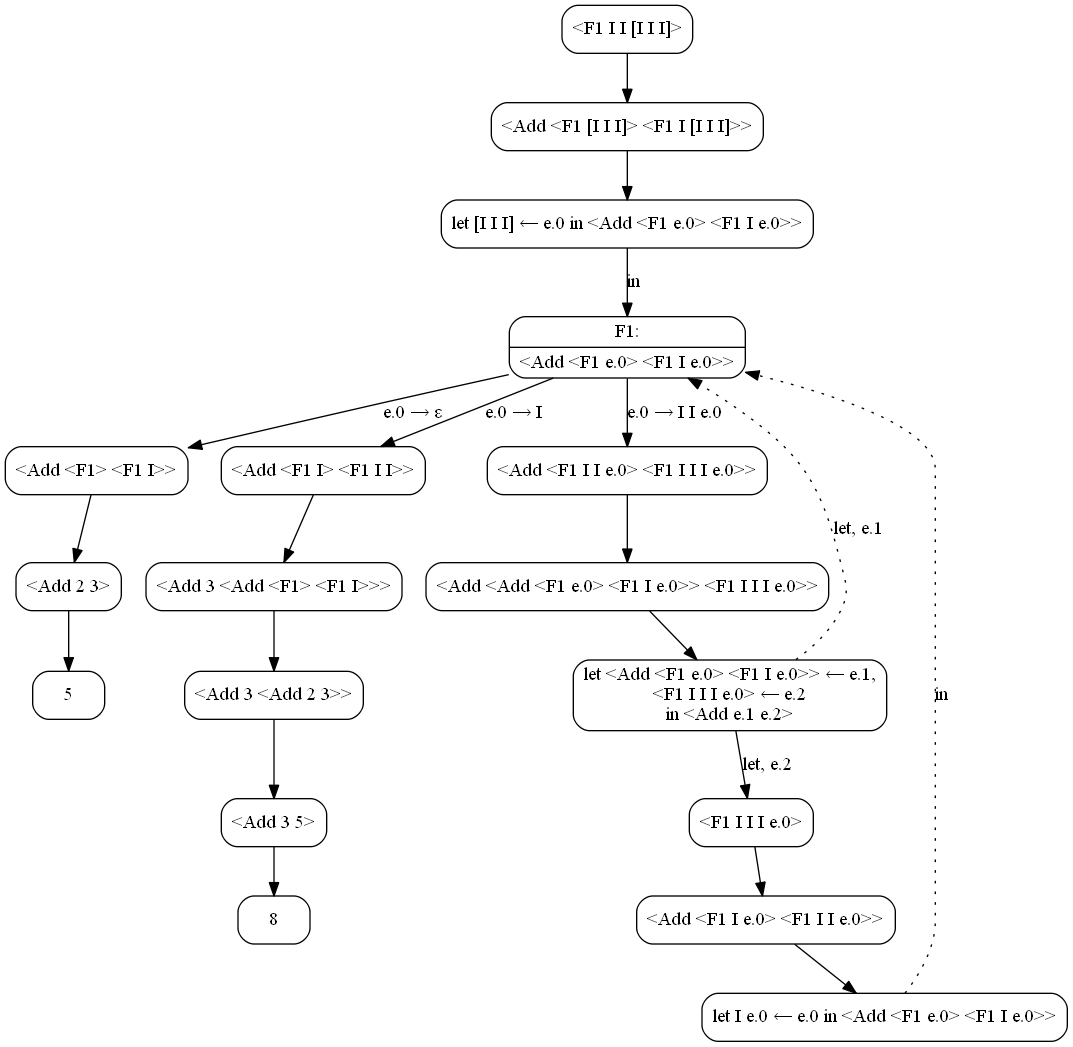 <F1 I I [I I I]>
<Add <F1 [I I I]> <F1 I [I I I]>>
let [I I I] ← e.0 in <Add <F1 e.0> <F1 I e.0>>
in
F1:
<Add <F1 e.0> <F1 I e.0>>
e.0 → ε
e.0 → I
e.0 → I I e.0
<Add <F1> <F1 I>>
<Add <F1 I> <F1 I I>>
<Add <F1 I I e.0> <F1 I I I e.0>>
let, e.1
<Add 2 3>
<Add 3 <Add <F1> <F1 I>>>
<Add <Add <F1 e.0> <F1 I e.0>> <F1 I I I e.0>>
5
<Add 3 <Add 2 3>>
let <Add <F1 e.0> <F1 I e.0>> ← e.1,
<F1 I I I e.0> ← e.2
in <Add e.1 e.2>
in
let, e.2
<Add 3 5>
<F1 I I I e.0>
8
<Add <F1 I e.0> <F1 I I e.0>>
let I e.0 ← e.0 in <Add <F1 e.0> <F1 I e.0>>